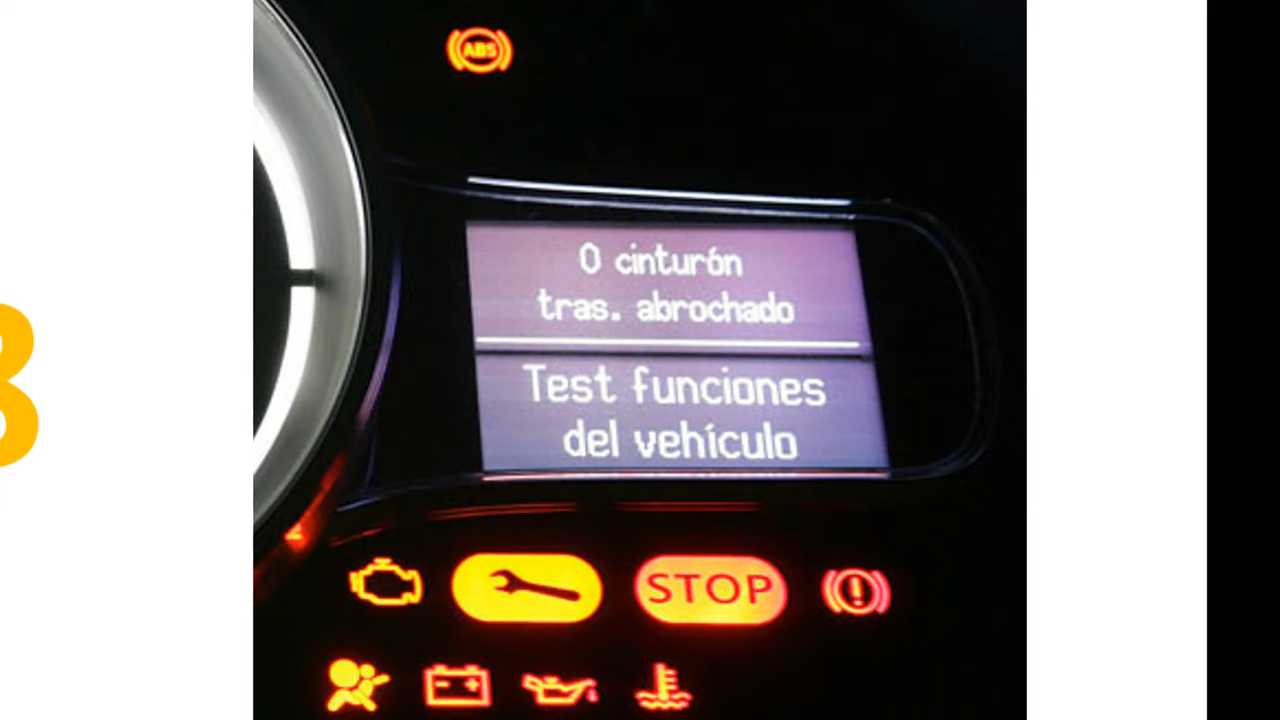 ABS
0 cinturón
tras. abrochado
Test funciones
del vehículo
STOP